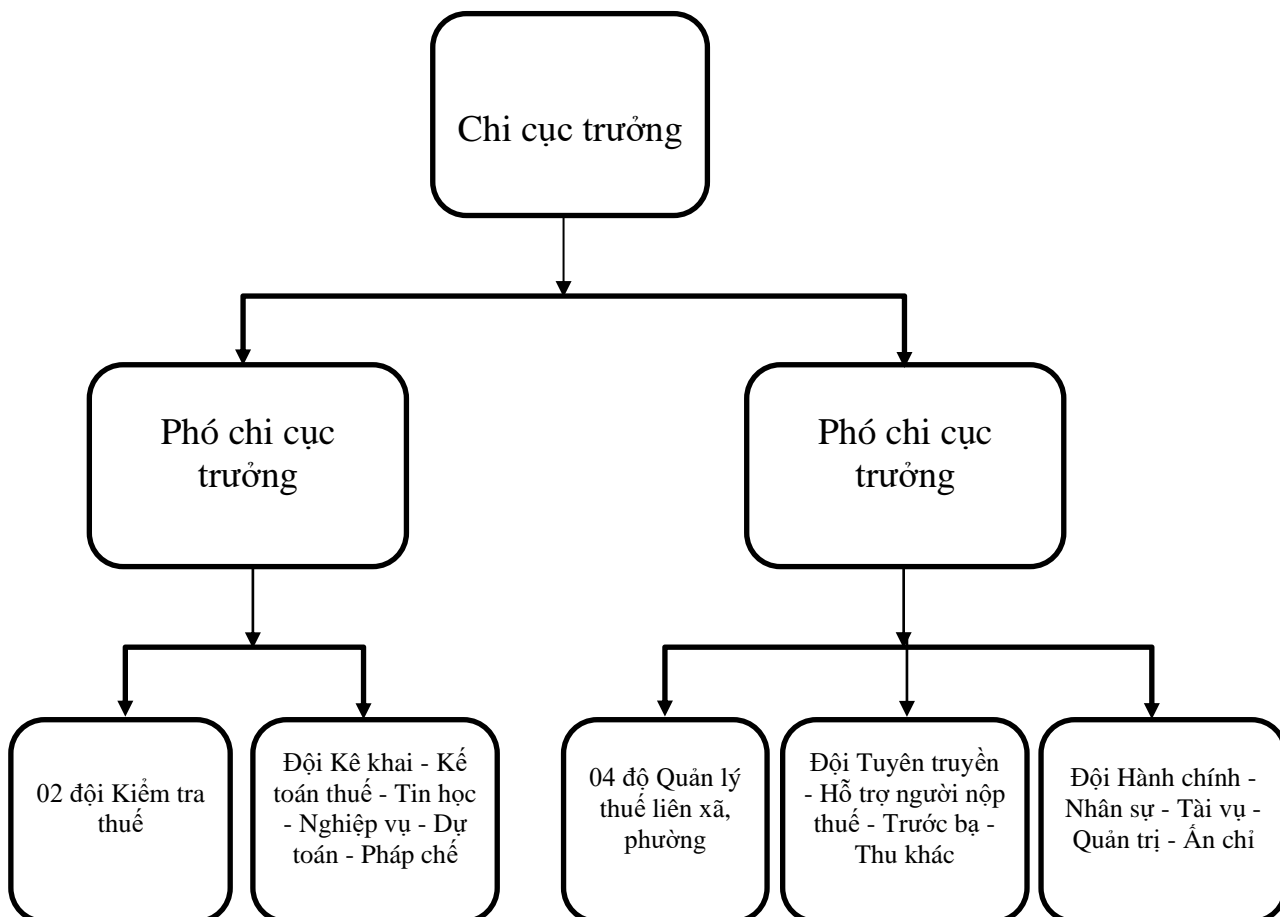 Chi cục trưởng
Phó chi cục
trưởng
Phó chi cục
trưởng
02 đội Kiểm tra
thuế
Đội Kê khai - Kế
toán thuế - Tin học
- Nghiệp vụ - Dự
toán - Pháp chế
04 độ Quản lý
thuế liên xã,
phường
Đội Tuyên truyền
- Hỗ trợ người nộp
thuế - Trước bạ -
Thu khác
Đội Hành chính -
Nhân sự - Tài vụ -
Quản trị - Ấn chỉ